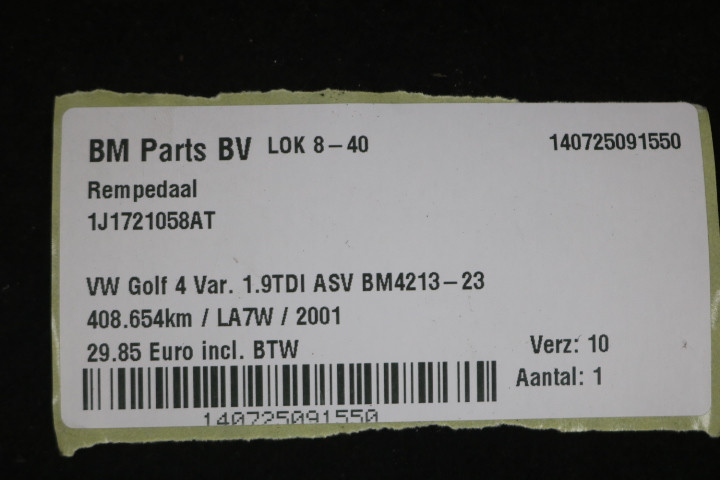 BM Parts BV LOK 8-40 140725091550
Rempedaal
1J1721058AT
VW Golf 4 Var. 1.9TDI ASV BM4213-23
408.654km / LA7W / 2001
29.85 Euro incl. BTW Verz: 10
Aantal: 1
140725091550